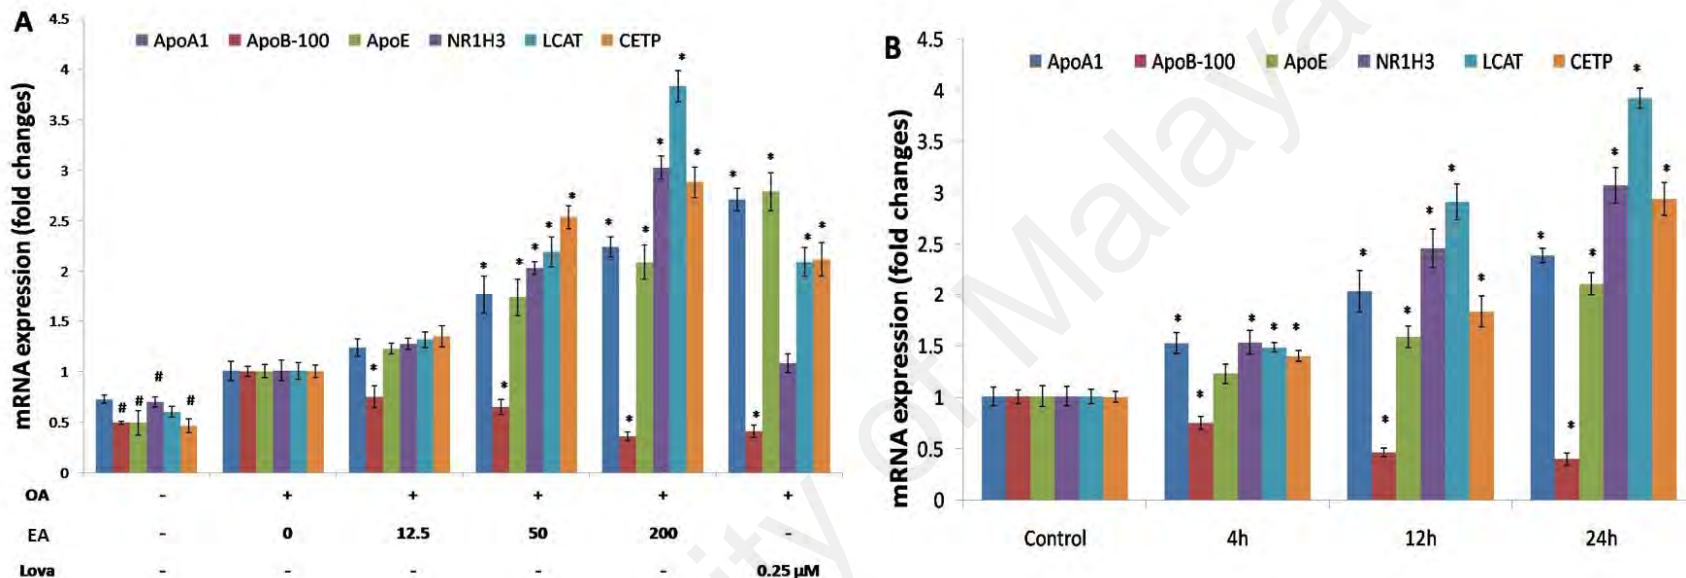 A
mRNA expression (fold changes)
4.5
4
3.5
3
2.5
2
1.5
1
0.5
0
ApoA1 ApoB-100 ApoE NR1H3 LCAT CETP
# # # #
* * * * * * * * * * * * * * * * * *
OA - + + + + +
EA - 0 12.5 50 200 -
Lova - - - - - 0.25 µM
B
mRNA expression (fold changes)
4.5
4
3.5
3
2.5
2
1.5
1
0.5
0
ApoA1 ApoB-100 ApoE NR1H3 LCAT CETP
* * * * * * * * * * * * * * * * *
Control 4h 12h 24h
ity of Malaya